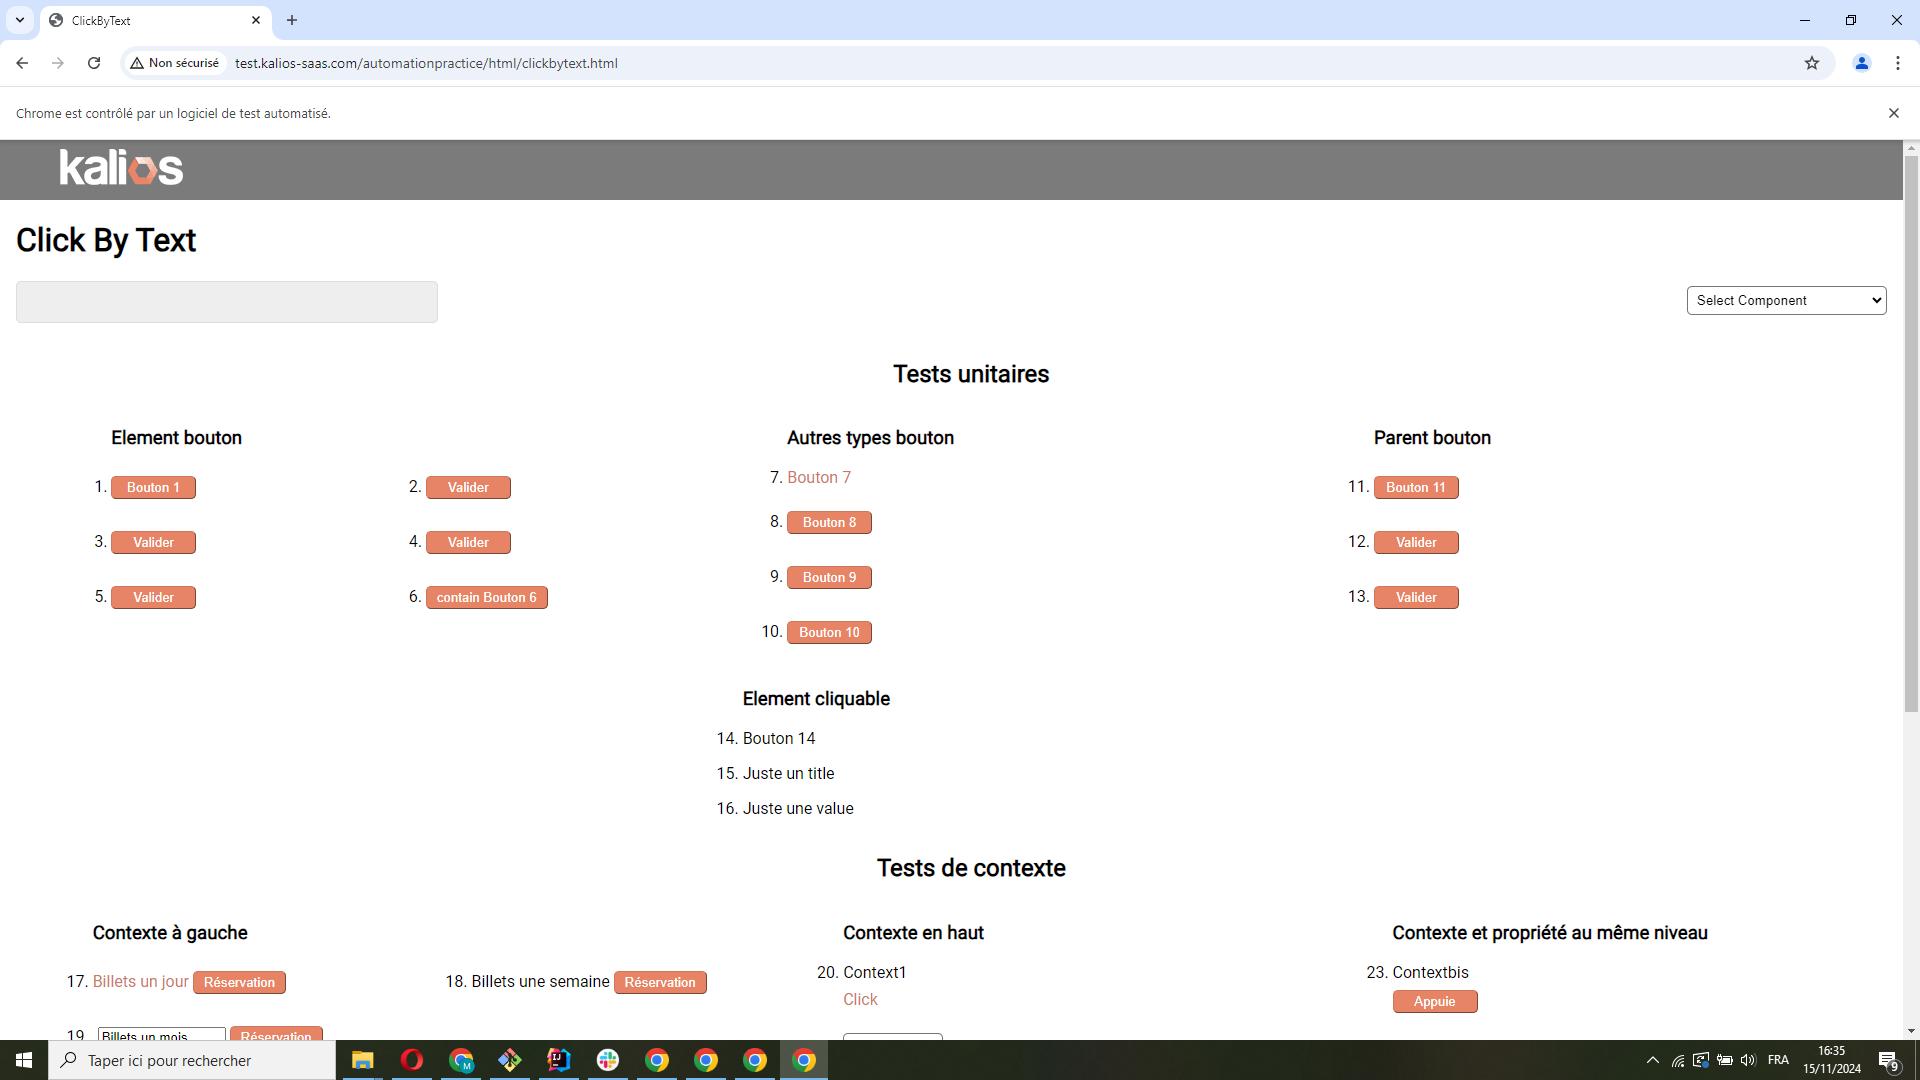 ClickByText
Non sécurisé test.kalios-saas.com/automationpractice/html/clickbytext.html
Chrome est contrôlé par un logiciel de test automatisé.
kalios
Click By Text
Select Component
Tests unitaires
Element bouton
1. Bouton 1
2. Valider
3. Valider
4. Valider
5. Valider
6. contain Bouton 6
Autres types bouton
7. Bouton 7
8. Bouton 8
9. Bouton 9
10. Bouton 10
Parent bouton
11. Bouton 11
12. Valider
13. Valider
Element cliquable
14. Bouton 14
15. Juste un title
16. Juste une value
Tests de contexte
Contexte à gauche
17. Billets un jour Réservation
18. Billets une semaine Réservation
19. Billets un mois Réservation
Contexte en haut
20. Context1
Click
Contexte et propriété au même niveau
23. Contextbis
Appuie
Taper ici pour rechercher
FRA
16:35
15/11/2024
9